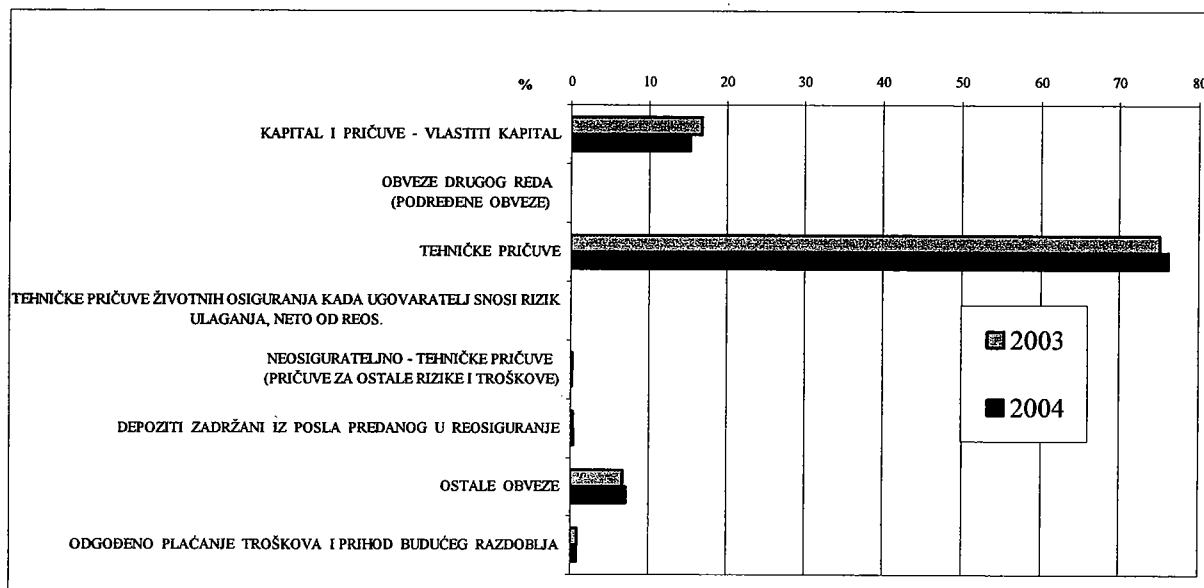 % 0 10 20 30 40 50 60 70 80
KAPITAL I PRIČUVE - VLASTITI KAPITAL
OBVEZE DRUGOG REDA
(PODREĐENE OBVEZE)
TEHNIČKE PRIČUVE
TEHNIČKE PRIČUVE ŽIVOTNIH OSIGURANJA KADA UGOVARATELJ SNOSI RIZIK
ULAGANJA, NETO OD REOS.
NEOSIGURATELJNO - TEHNIČKE PRIČUVE
(PRIČUVE ZA OSTALE RIZIKE I TROŠKOVE)
DEPOZITI ZADRŽANI IZ POSLA PREDANOG U REOSIGURANJE
OSTALE OBVEZE
ODGOĐENO PLAĆANJE TROŠKOVA I PRIHOD BUDUĆEG RAZDOBLJA
2003
2004